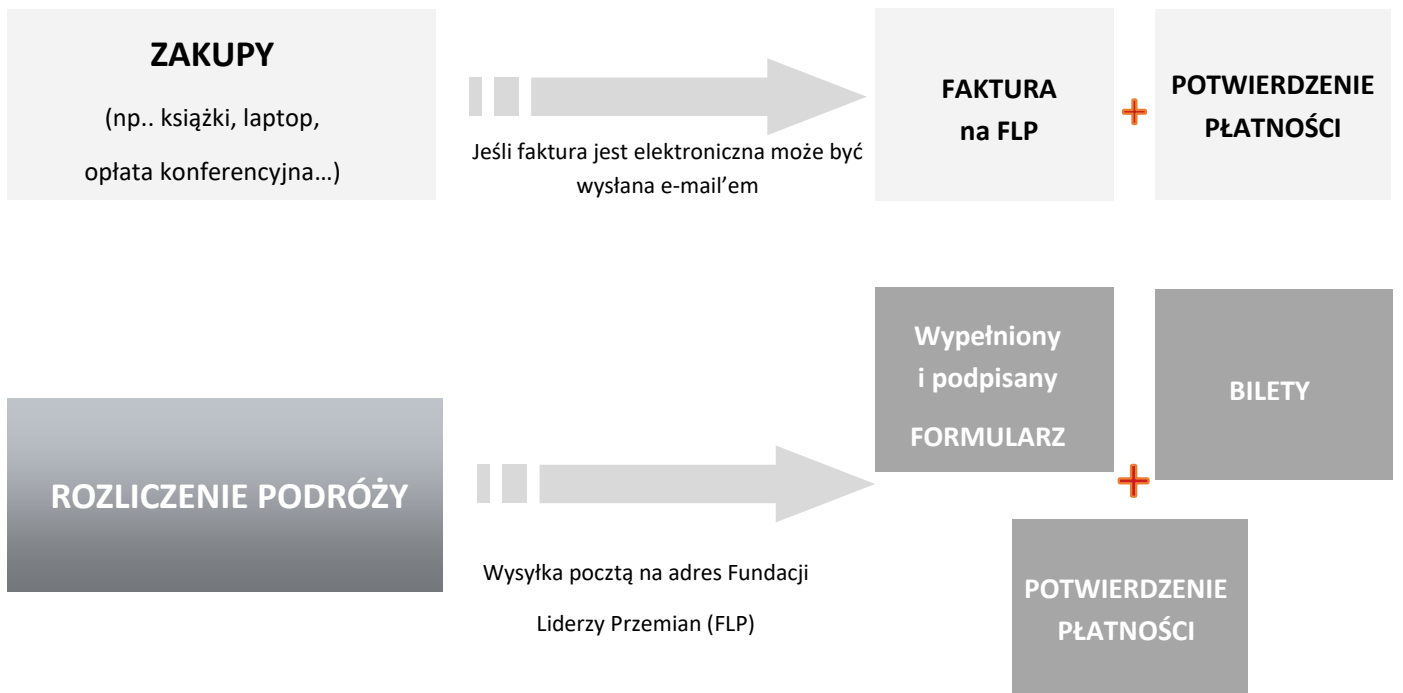 ZAKUPY
(np.. książki, laptop,
opłata konferencyjna…)
Jeśli faktura jest elektroniczna może być
wysłana e-mail’em
FAKTURA
na FLP
+
POTWIERDZENIE
PŁATNOŚCI
ROZLICZENIE PODRÓŻY
Wysyłka pocztą na adres Fundacji
Liderzy Przemian (FLP)
Wypełniony
i podpisany
FORMULARZ
+
BILETY
POTWIERDZENIE
PŁATNOŚCI